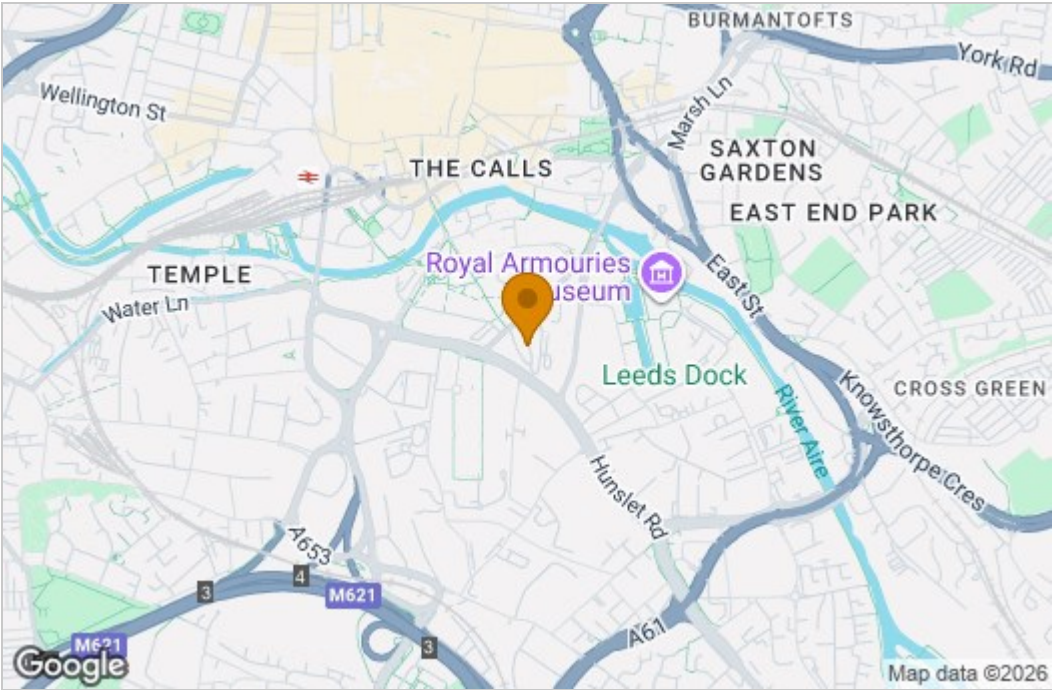 BURMANTOFTS
York Rd
Wellington St
Marsh Ln
THE CALLS
SAXTON
GARDENS
EAST END PARK
TEMPLE
Royal Armouries
useum
East St
Water Ln
Leeds Dock
CROSS GREEN
Knowsthorpe Cres
River Aire
Hunslet Rd
A653
4
3
M621
A61
3
M621
Google
Map data ©2026